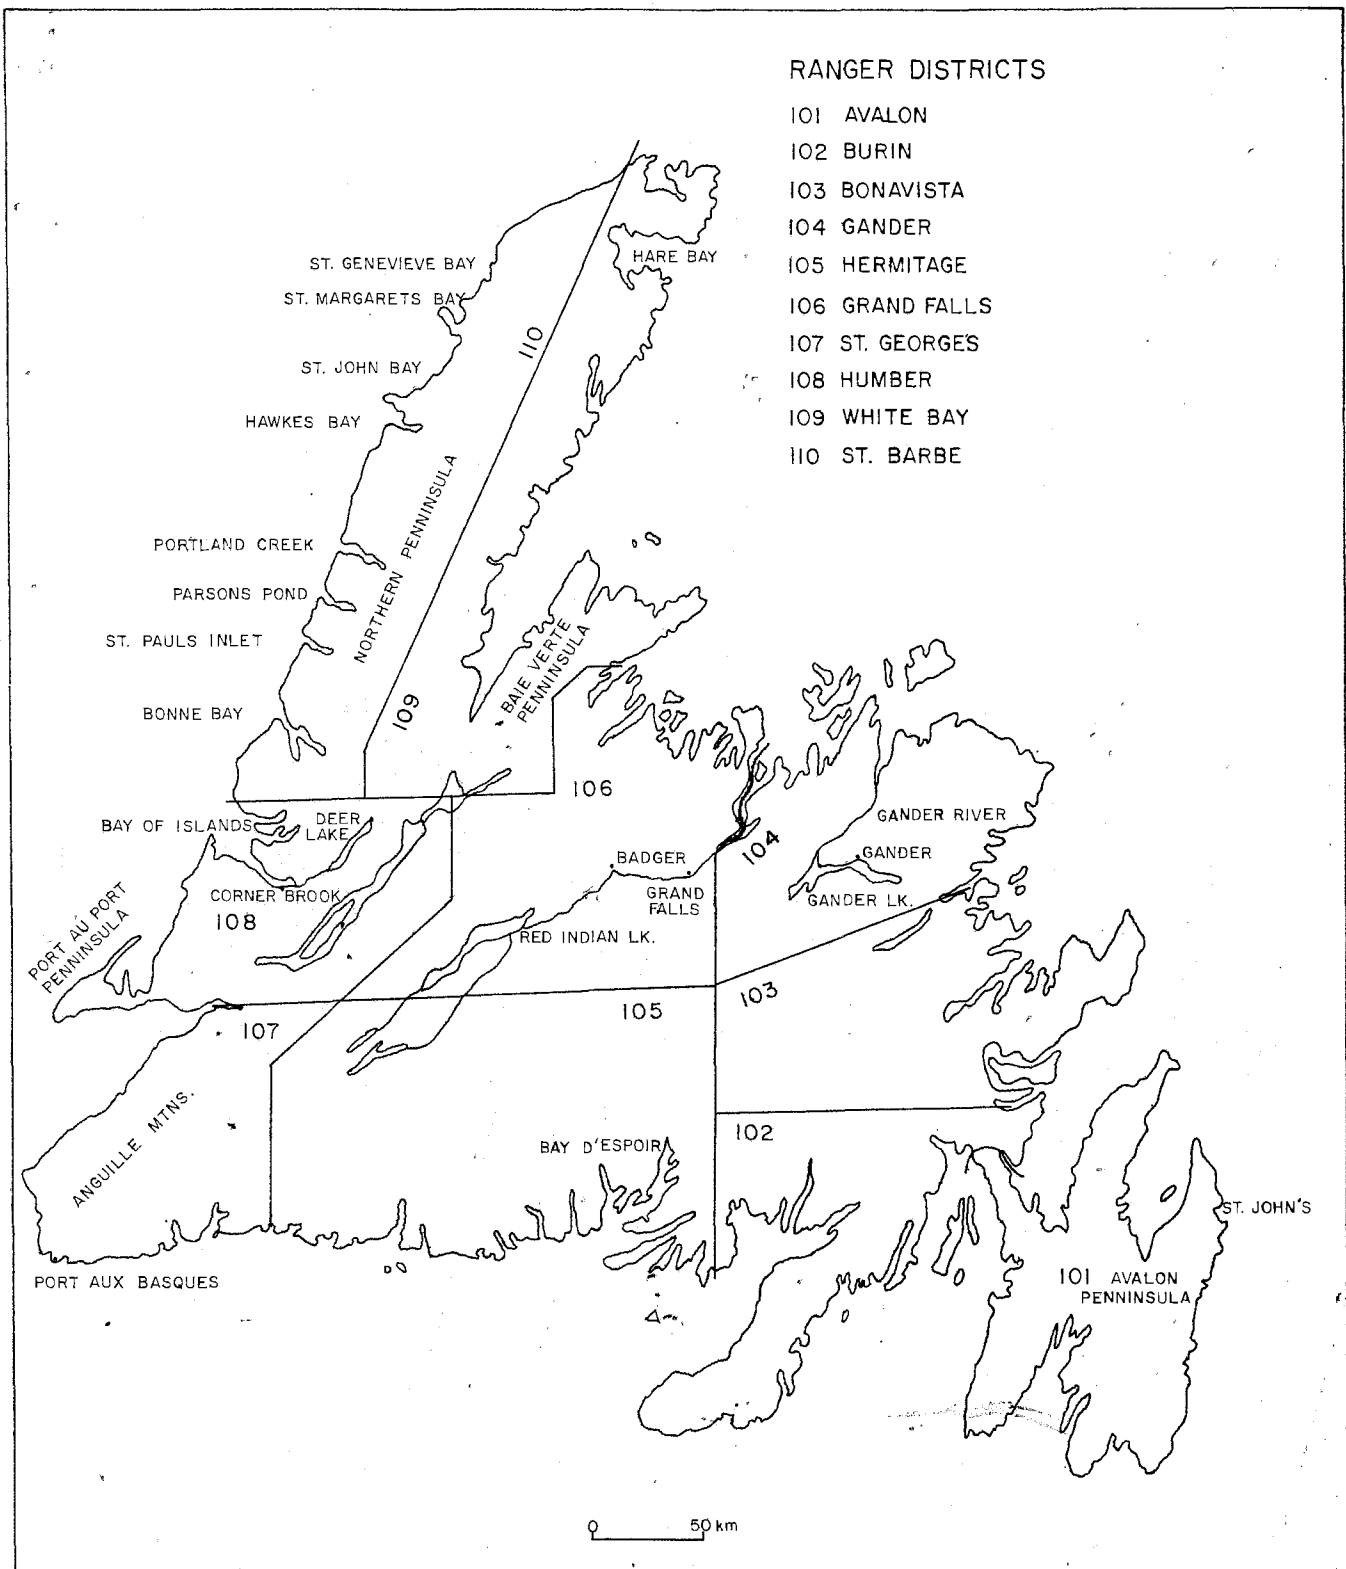 RANGER DISTRICTS
101 AVALON
102 BURIN
103 BONAVISTA
104 GANDER
105 HERMITAGE
106 GRAND FALLS
107 ST. GEORGE'S
108 HUMBER
109 WHITE BAY
110 ST. BARBE
HARE BAY
ST. GENEVIEVE BAY
ST. MARGARETS BAY
110
ST. JOHN BAY
HAWKES BAY
NORTHERN PENNINSULA
PORTLAND CREEK
PARSONS POND
ST. PAULS INLET
BAIE VERTE
PENNINSULA
BONNE BAY
109
106
BAY OF ISLANDS
DEER
LAKE
GANDER RIVER
104
BADGER
GANDER
CORNER BROOK
GRAND
FALLS
GANDER LK.
108
PORT AU PORT
PENNINSULA
RED INDIAN LK.
103
105
107
ANGUILLE MTNS.
102
BAY D'ESPOIR
ST. JOHN'S
PORT AUX BASQUES
101 AVALON
PENNINSULA
0 50 km